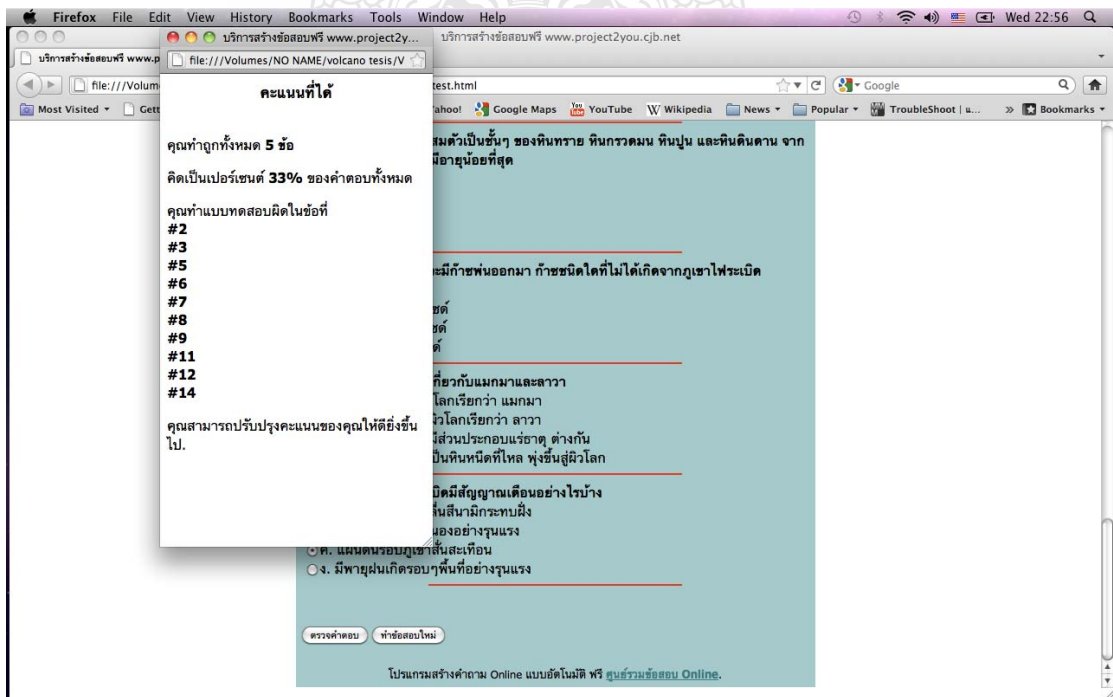 Firefox File Edit View History Bookmarks Tools Window Help Wed 22:56
บริการสร้างข้อสอบฟรี www.project2you.cjb.net
บริการสร้างข้อสอบฟรี www.p
file:///Volum
test.html
Google
Most Visited
Gett
ahoo! Google Maps YouTube Wikipedia News Popular TroubleShoot | u... » Bookmarks
บริการสร้างข้อสอบฟรี www.project2y...
file:///Volumes/NO NAME/volcano tesis/V
คะแนนที่ได้
คุณทำถูกทั้งหมด 5 ข้อ
คิดเป็นเปอร์เซนต์ 33% ของคำตอบทั้งหมด
คุณทำแบบทดสอบผิดในข้อที่
#2
#3
#5
#6
#7
#8
#9
#11
#12
#14
คุณสามารถปรับปรุงคะแนนของคุณให้ดียิ่งขึ้น
ไป.
สมตัวเป็นชั้นๆ ของหินทราย หินกรวดมน หินปูน และหินดินดาน จาก
มีอายุน้อยที่สุด
ะมีก๊าซพ่นออกมา ก๊าซชนิดใดที่ไม่ได้เกิดจากภูเขาไฟระเบิด
ซด์
ซด์
ด์
กี่ยวกับแมกมาและลาวา
โลกเรียกว่า แมกมา
ผิวโลกเรียกว่า ลาวา
มีส่วนประกอบแร่ธาตุ ต่างกัน
ป็นหินหนืดที่ไหล พุ่งขึ้นสู่ผิวโลก
บิดมีสัญญาณเตือนอย่างไรบ้าง
ลื่นสึนามิกระทบฝั่ง
นองอย่างรุนแรง
ค. แผ่นดินรอบภูเขาสั่นสะเทือน
ง. มีพายุฝนเกิดรอบๆพื้นที่อย่างรุนแรง
ตรวจคำตอบ ทำข้อสอบใหม่
โปรแกรมสร้างคำถาม Online แบบอัตโนมัติ ฟรี ศูนย์รวมข้อสอบ Online.